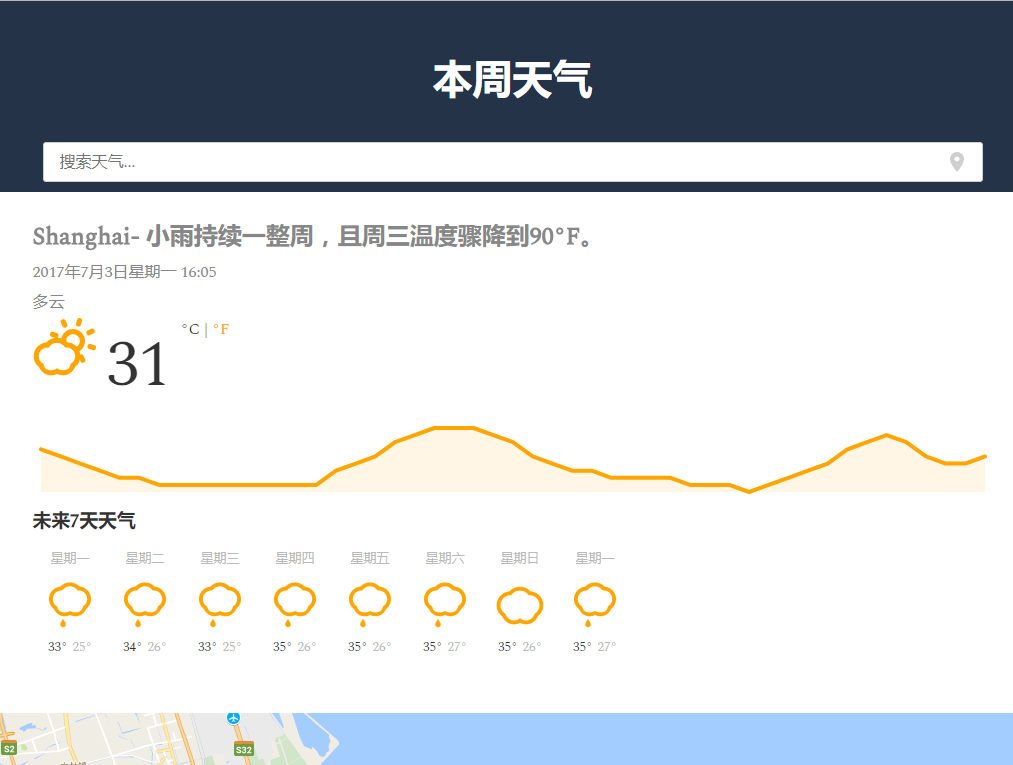 本周天气
搜索天气...
Shanghai- 小雨持续一整周，且周三温度骤降到90°F。
2017年7月3日星期一 16:05
多云
31 °C | °F
未来7天天气
星期一 星期二 星期三 星期四 星期五 星期六 星期日 星期一
33° 25° 34° 26° 33° 25° 35° 26° 35° 26° 35° 27° 35° 26° 35° 27°
S2 S32